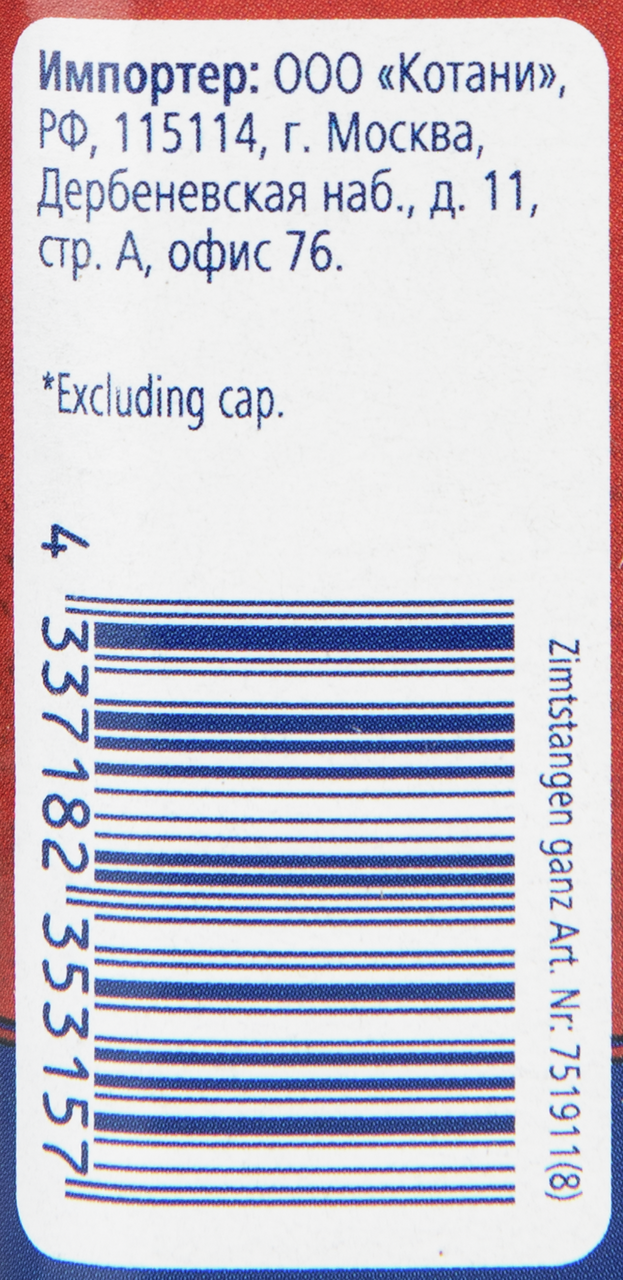 Импортер: ООО «Котани»,
РФ, 115114, г. Москва,
Дербеневская наб., д. 11,
стр. А, офис 76.
*Excluding cap.
4 337182 353157
Zimtstangen ganz Art. Nr: 751911(8)